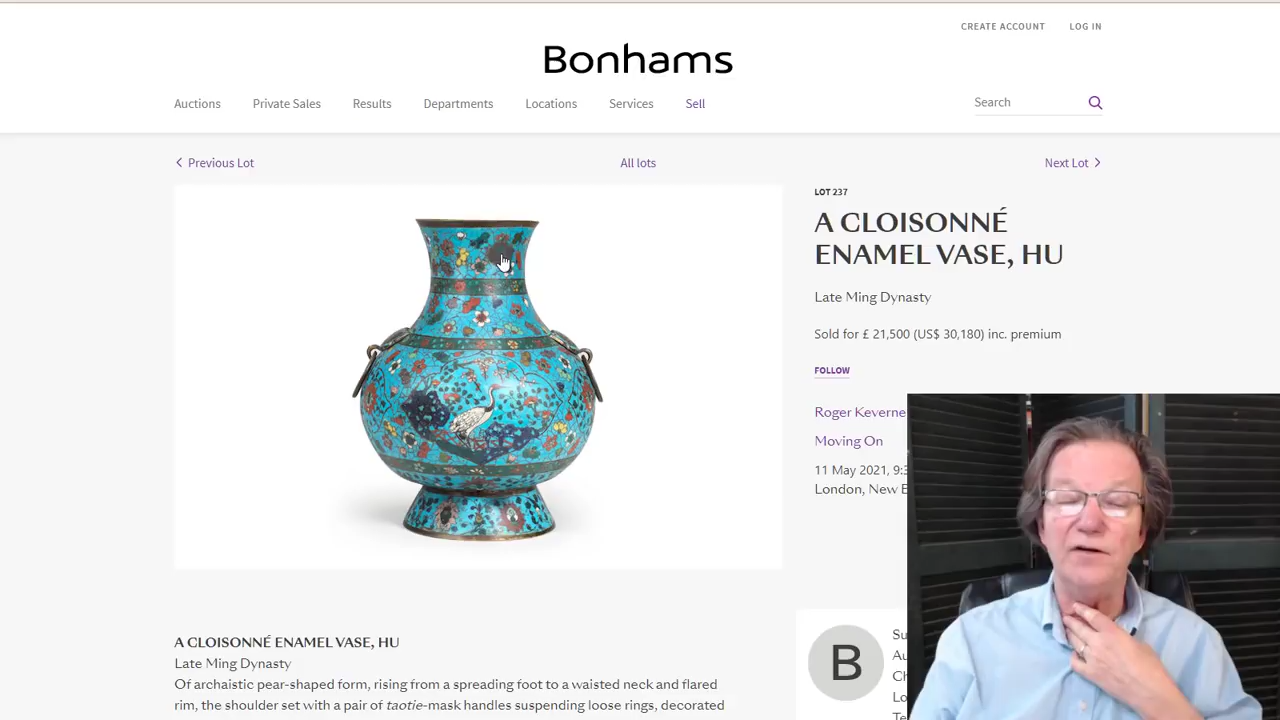 CREATE ACCOUNT LOG IN
Bonhams
Auctions Private Sales Results Departments Locations Services Sell Search
Previous Lot All lots Next Lot
LOT 237
A CLOISONNÉ
ENAMEL VASE, HU
Late Ming Dynasty
Sold for £ 21,500 (US$ 30,180) inc. premium
FOLLOW
Roger Keverne
Moving On
11 May 2021, 9:3
London, New
B
A CLOISONNÉ ENAMEL VASE, HU
Late Ming Dynasty
Of archaistic pear-shaped form, rising from a spreading foot to a waisted neck and flared
rim, the shoulder set with a pair of taotie-mask handles suspending loose rings, decorated